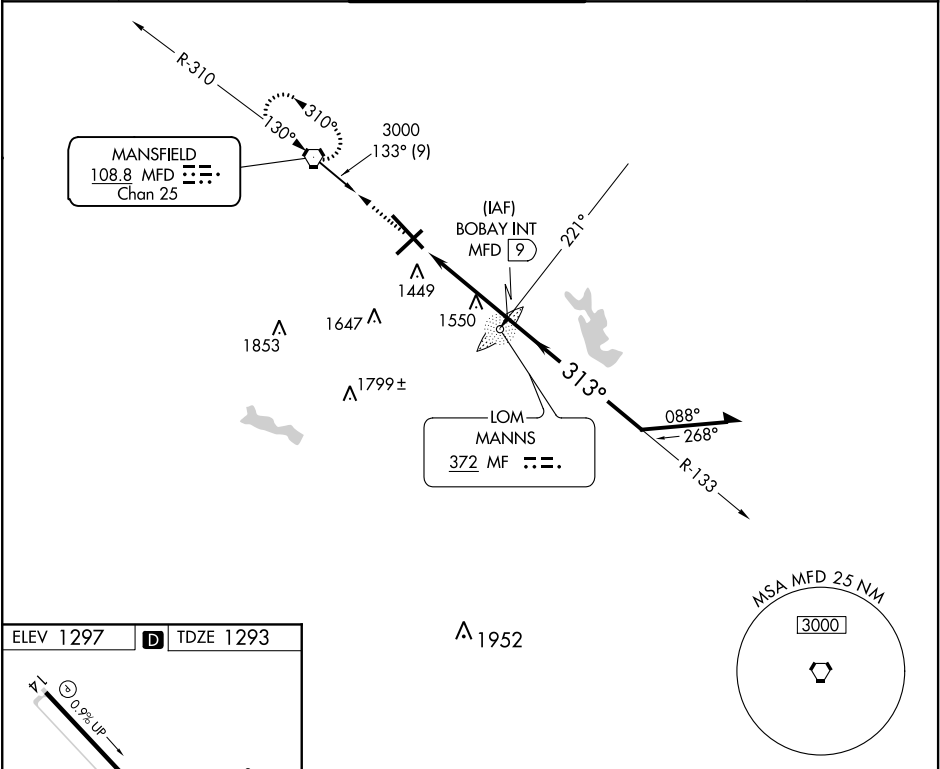 R-310
310°
130°
3000
133° (9)
MANSFIELD
108.8 MFD
Chan 25
(IAF)
BOBAY INT
MFD 9
221°
1449
1550
1647
1853
1799±
313°
088°
268°
LOM
MANNS
372 MF
R-133
MSA MFD 25 NM
3000
1952
ELEV 1297 D TDZE 1293
14
P
0.9% UP